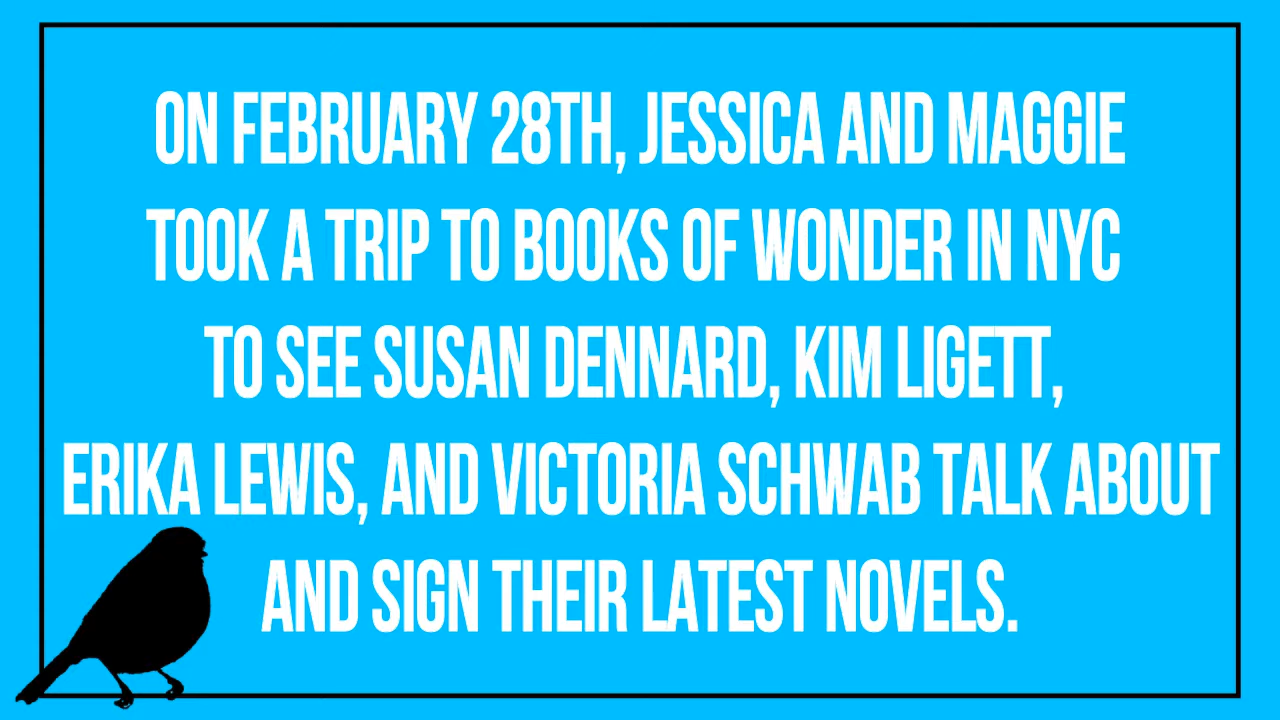 ON FEBRUARY 28TH, JESSICA AND MAGGIE
TOOK A TRIP TO BOOKS OF WONDER IN NYC
TO SEE SUSAN DENNARD, KIM LIGETT,
ERIKA LEWIS, AND VICTORIA SCHWAB TALK ABOUT
AND SIGN THEIR LATEST NOVELS.